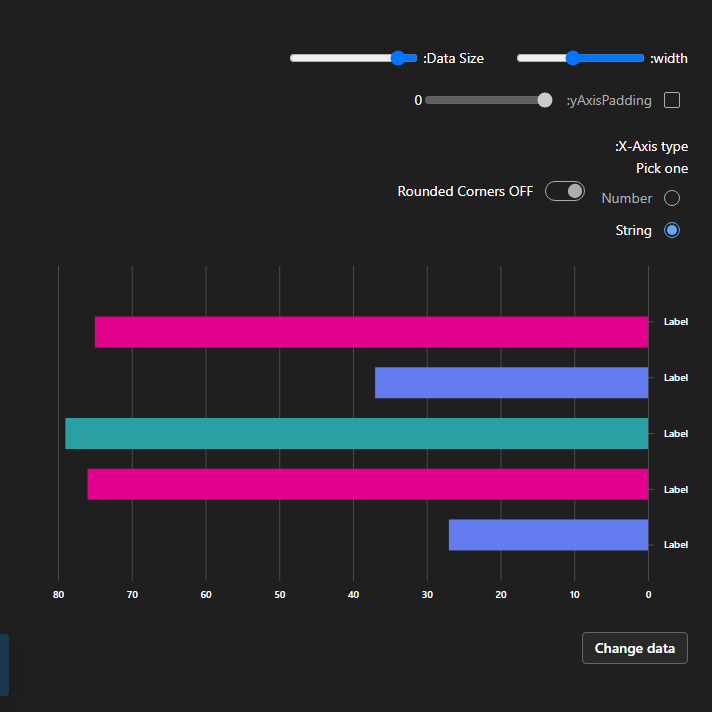 :width
:Data Size
:yAxisPadding
0
:X-Axis type
Pick one
Number
Rounded Corners OFF
String
Label
Label
Label
Label
Label
80 70 60 50 40 30 20 10 0
Change data